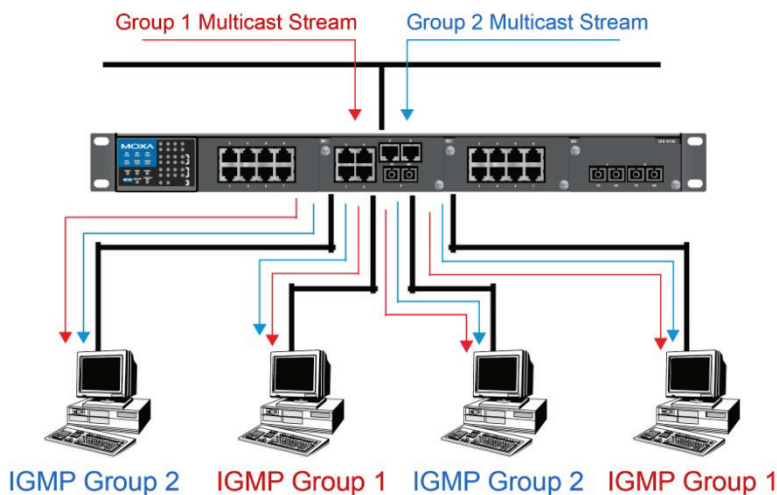 Group 1 Multicast Stream
Group 2 Multicast Stream
MOXA
IGMP Group 2
IGMP Group 1
IGMP Group 2
IGMP Group 1